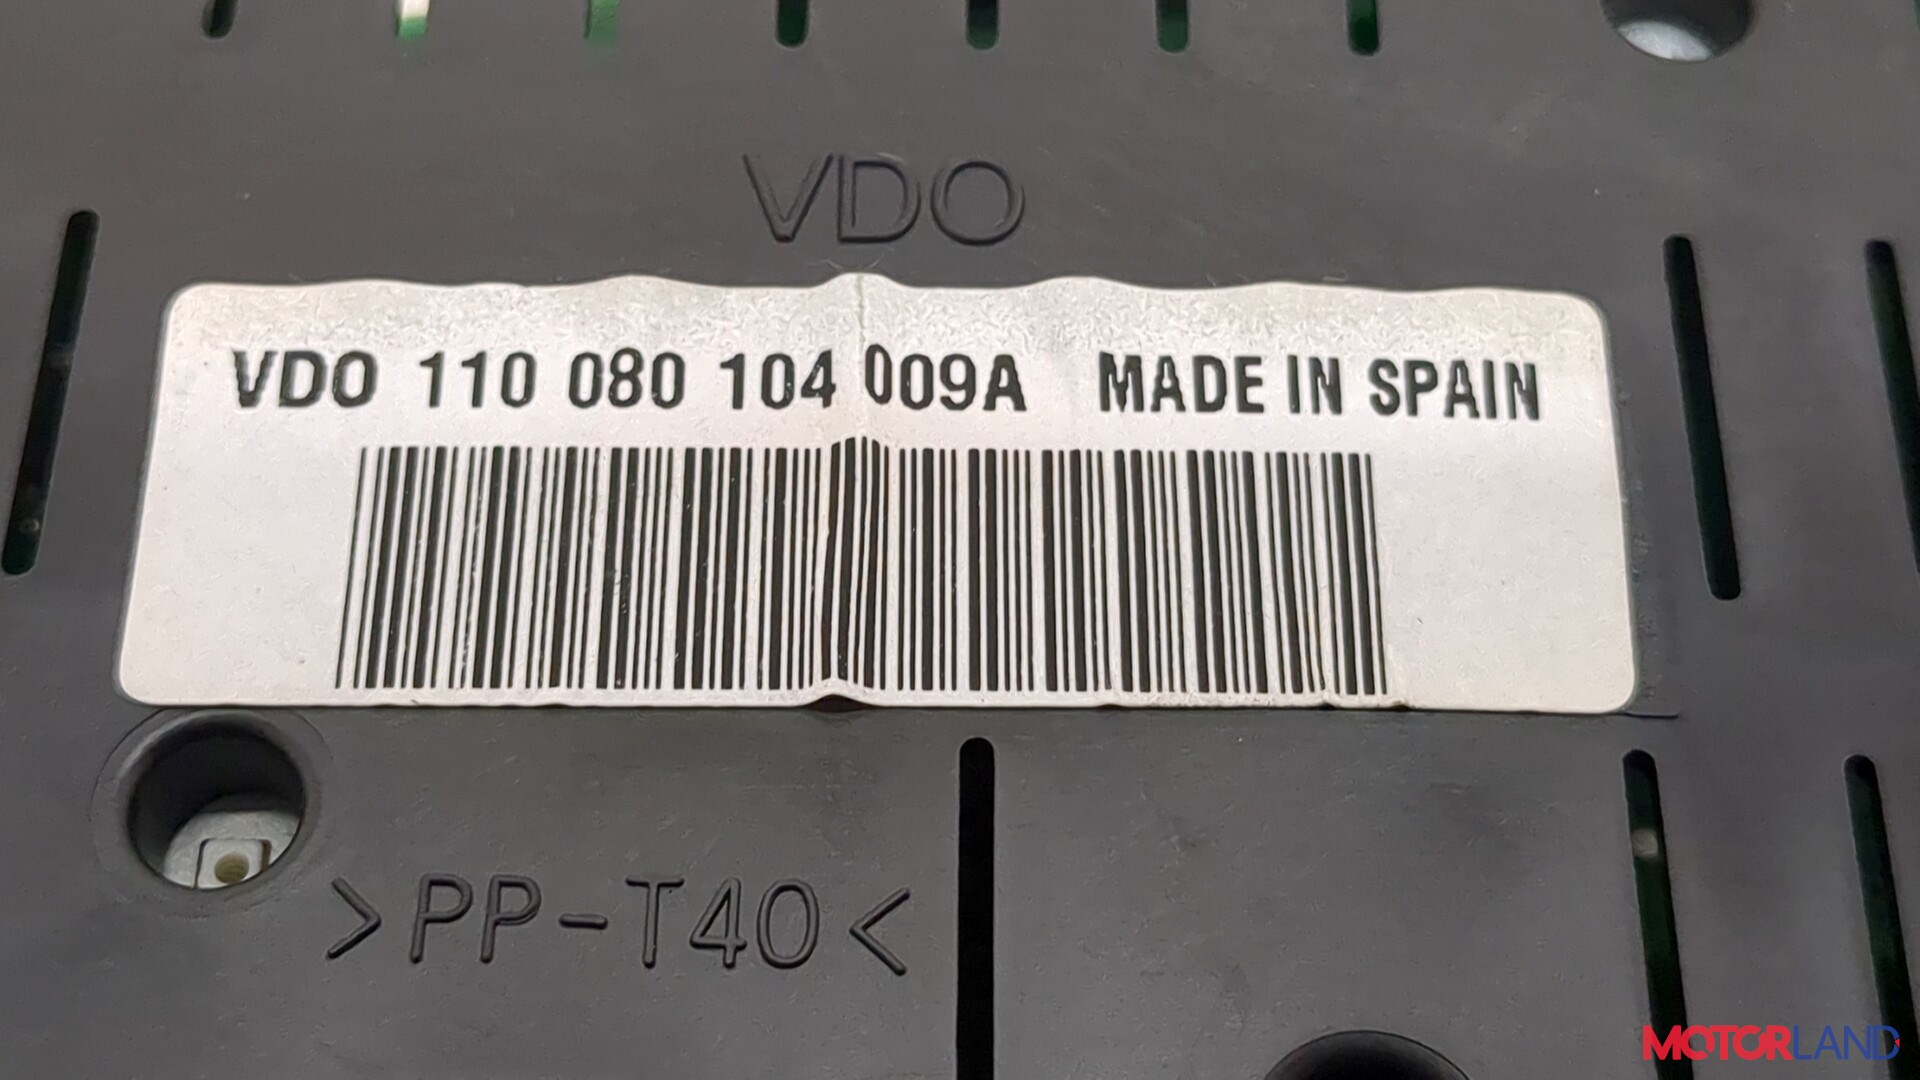 VDO
VDO 110 080 104 009A MADE IN SPAIN
>PP-T40<
MOTORLAND